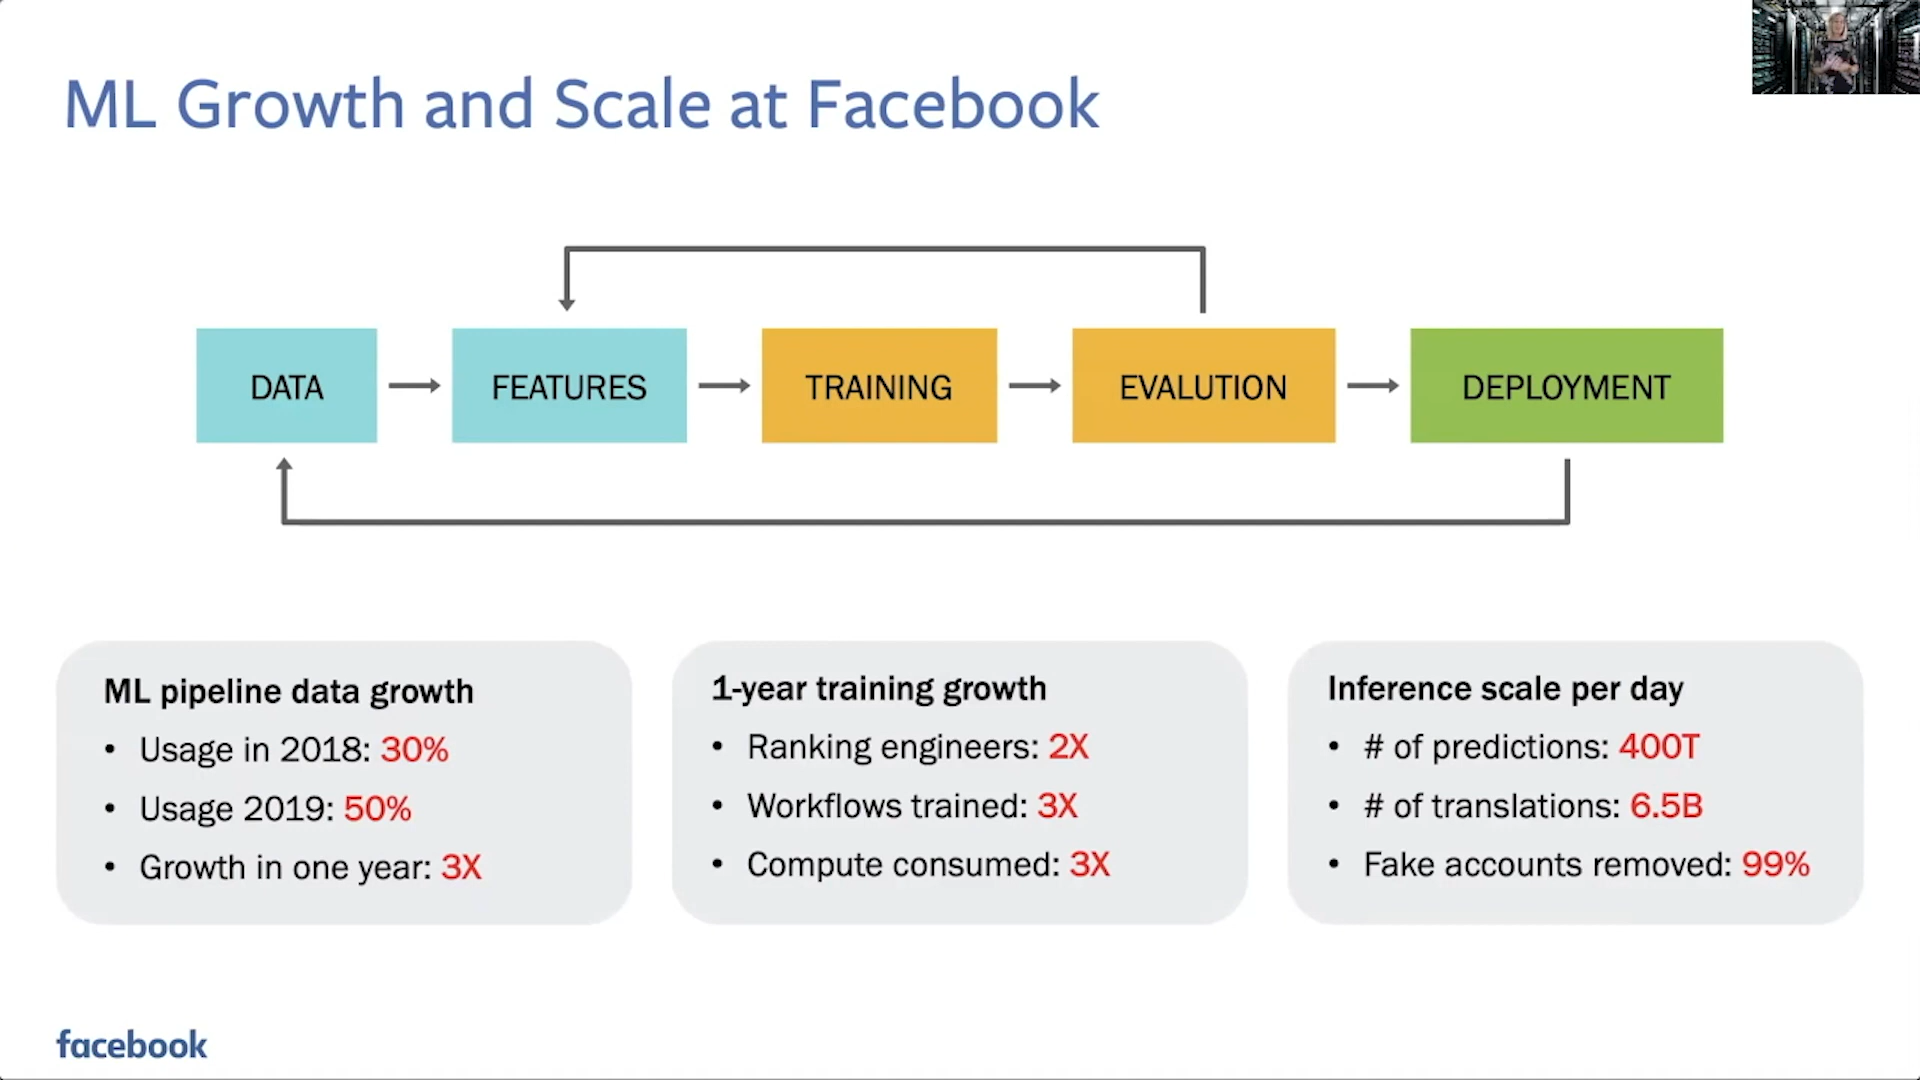 ML Growth and Scale at Facebook
DATA
FEATURES
TRAINING
EVALUTION
DEPLOYMENT
ML pipeline data growth
• Usage in 2018: 30%
• Usage 2019: 50%
• Growth in one year: 3X
1-year training growth
• Ranking engineers: 2X
• Workflows trained: 3X
• Compute consumed: 3X
Inference scale per day
• # of predictions: 400T
• # of translations: 6.5B
• Fake accounts removed: 99%
facebook